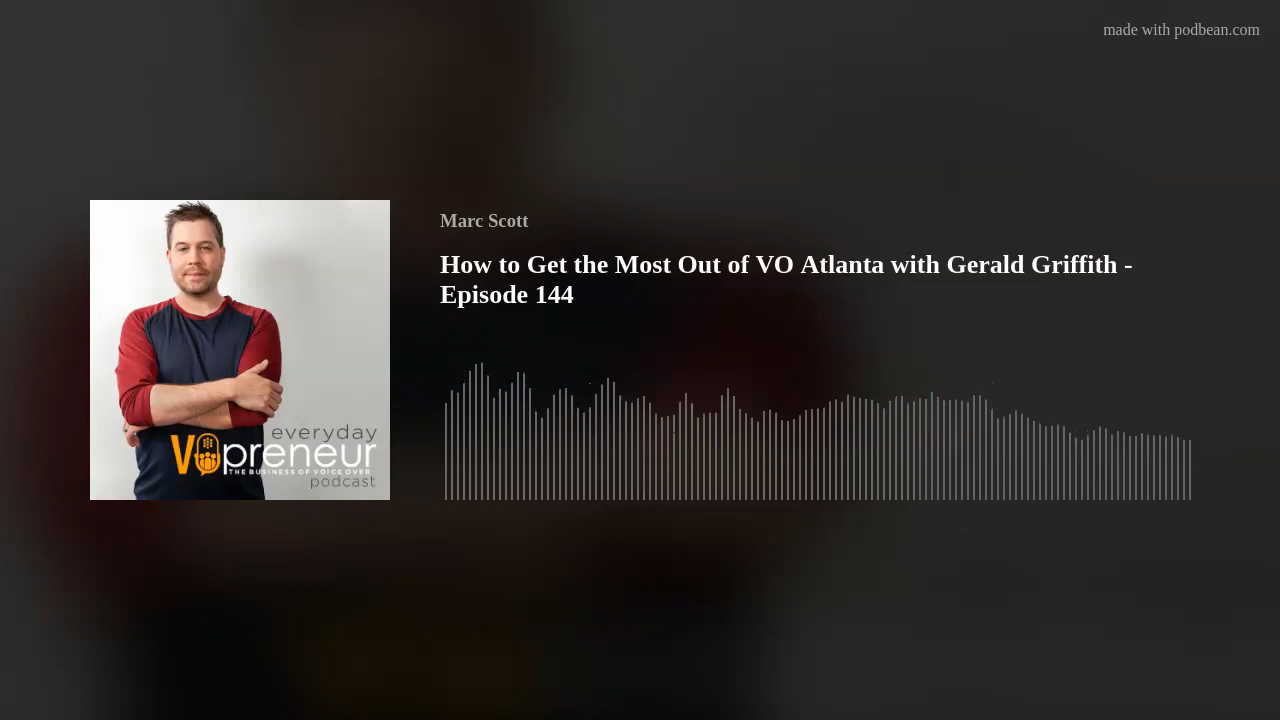 made with podbean.com
Marc Scott
How to Get the Most Out of VO Atlanta with Gerald Griffith -
Episode 144
everyday
VOpreneur
THE BUSINESS OF VOICE OVER
podcast